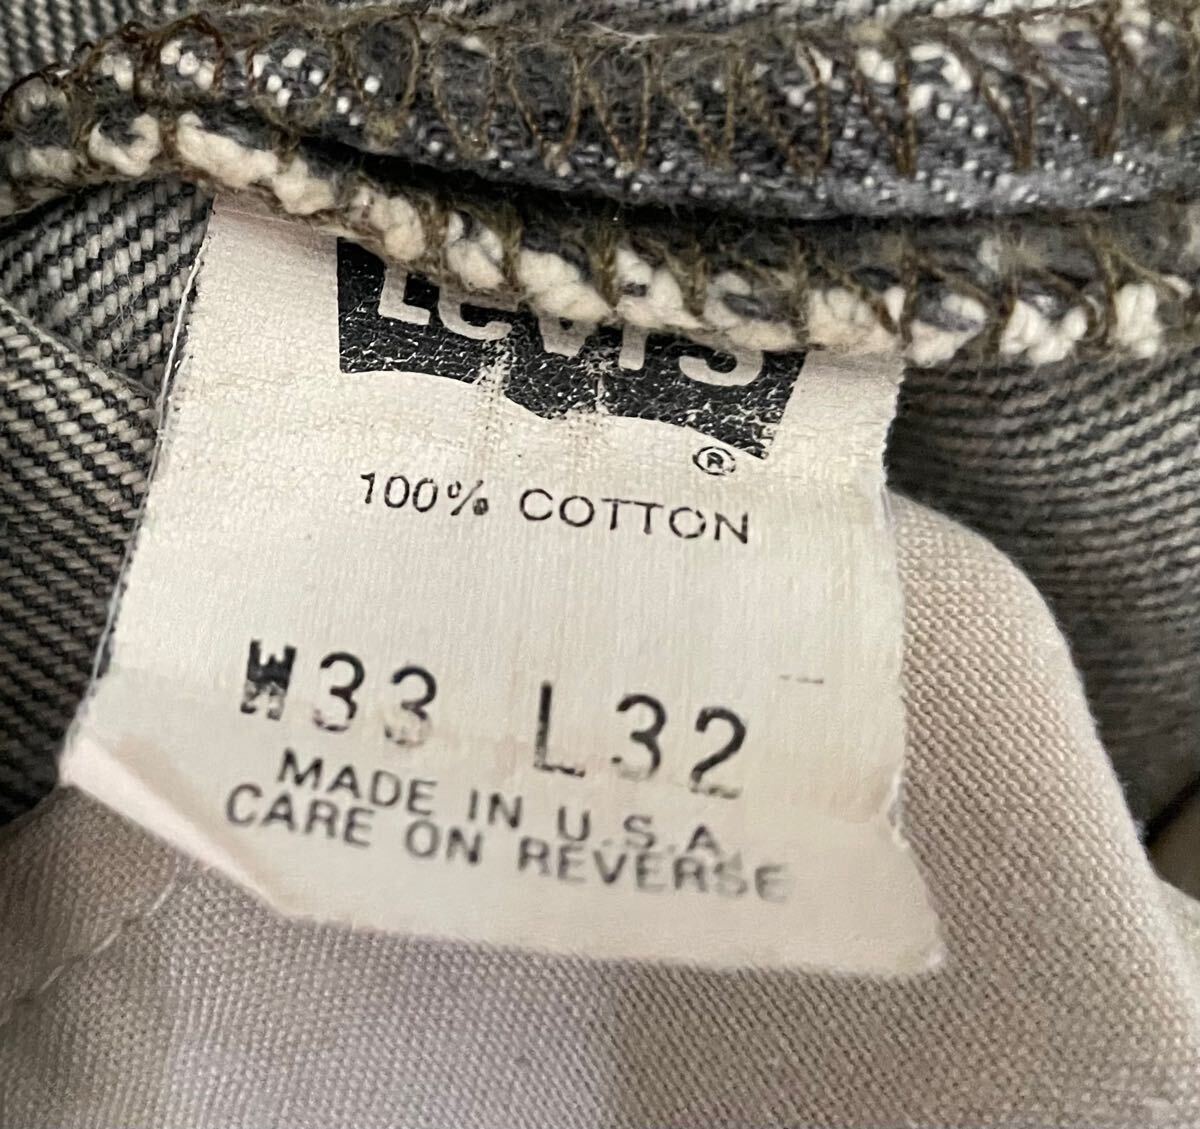 LEVI'S
®
100% COTTON
W33 L32
MADE IN U.S.A.
CARE ON REVERSE